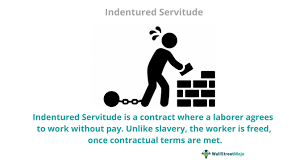 Indentured Servitude
Indentured Servitude is a contract where a laborer agrees
to work without pay. Unlike slavery, the worker is freed,
once contractual terms are met.
WallStreetMojo